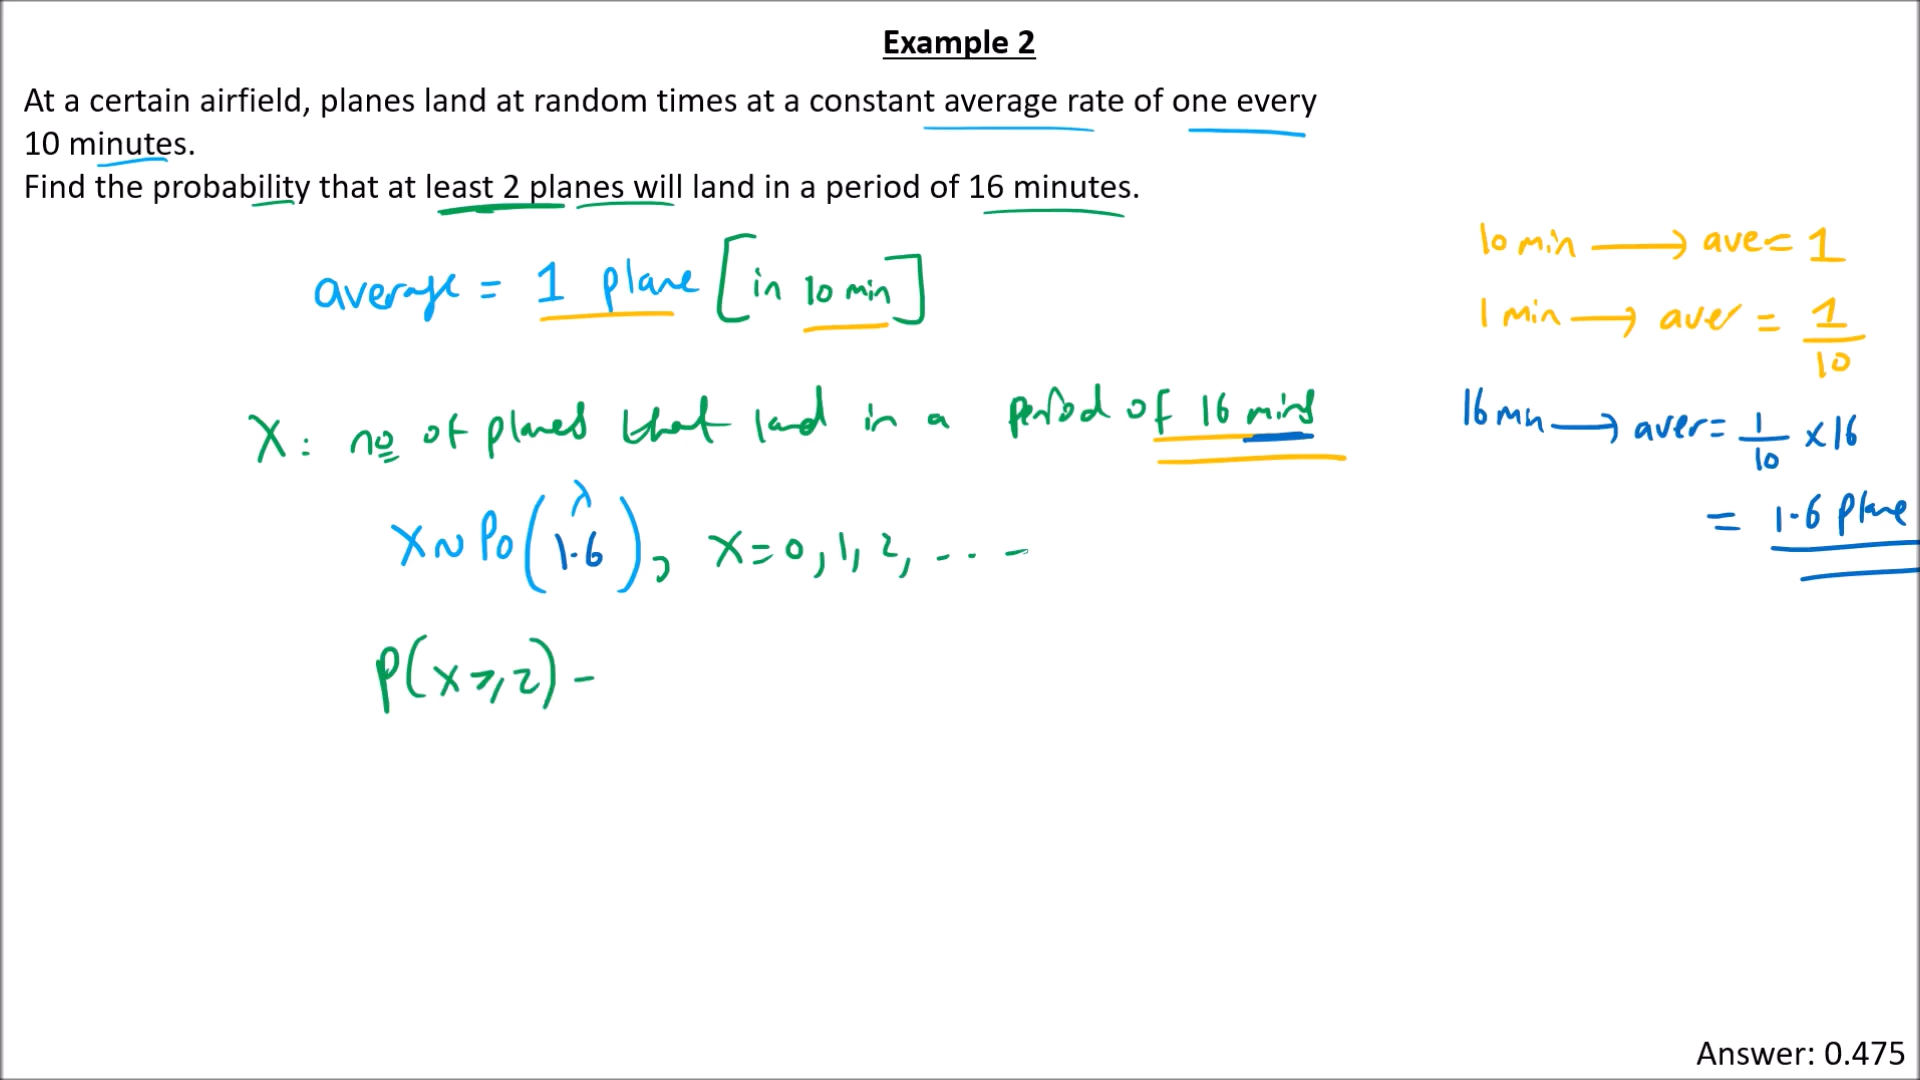 Example 2
At a certain airfield, planes land at random times at a constant average rate of one every
10 minutes.
Find the probability that at least 2 planes will land in a period of 16 minutes.
average = 1 plane [in 10 min]
X: no of planes that land in a period of 16 mins
X~Po(1.6), X=0, 1, 2, ...
λ
P(X⩾2) -
10 min → ave = 1
1 min → aver = 1/10
16 min → aver = 1/10 × 16
= 1.6 plane
Answer: 0.475